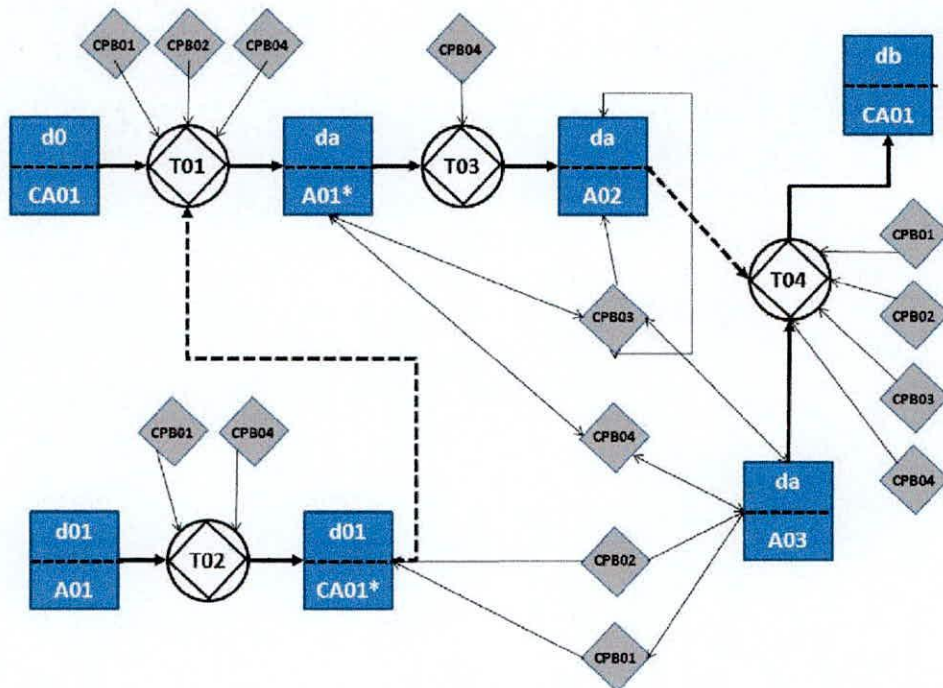 CPB01
CPB02
CPB04
CPB04
db
CA01
d0
CA01
T01
da
A01*
T03
da
A02
T04
CPB01
CPB02
CPB03
CPB04
CPB03
CPB01
CPB04
CPB04
da
A03
d01
A01
T02
d01
CA01*
CPB02
CPB01